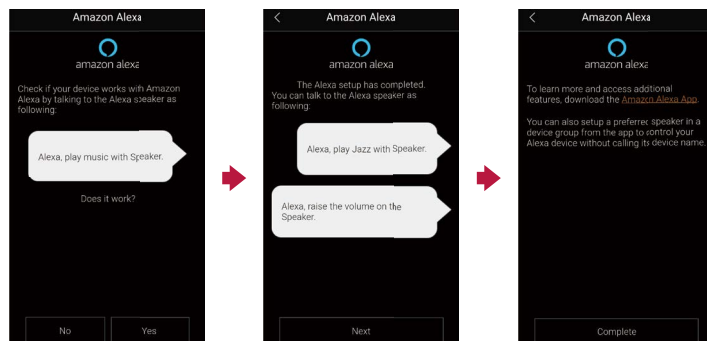 Amazon Alexa
amazon alexa
Check if your device works with Amazon
Alexa by talking to the Alexa speaker as
following:
Alexa, play music with Speaker.
Does it work?
No
Yes
Amazon Alexa
amazon alexa
The Alexa setup has completed.
You can talk to the Alexa speaker as
following:
Alexa, play Jazz with Speaker.
Alexa, raise the volume on the
Speaker.
Next
Amazon Alexa
amazon alexa
To learn more and access additional
features, download the Amazon Alexa App.
You can also setup a preferred speaker in a
device group from the app to control your
Alexa device without calling its device name.
Complete